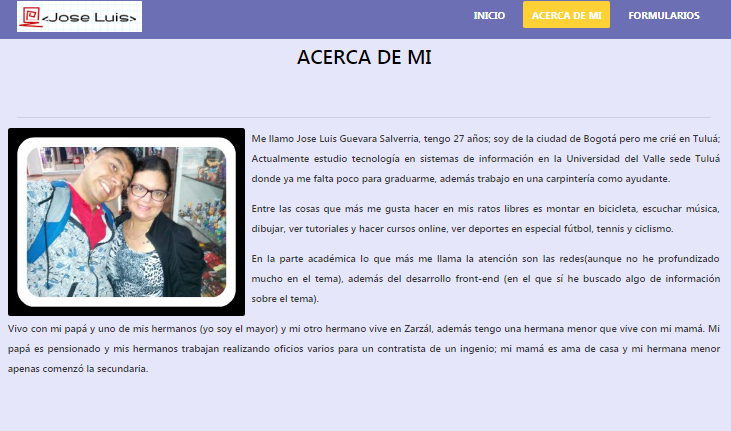 <Jose Luis>
INICIO
ACERCA DE MI
FORMULARIOS
ACERCA DE MI
Me llamo Jose Luis Guevara Salverria, tengo 27 años; soy de la ciudad de Bogotá pero me crié en Tuluá;
Actualmente estudio tecnología en sistemas de información en la Universidad del Valle sede Tuluá
donde ya me falta poco para graduarme, además trabajo en una carpintería como ayudante.
Entre las cosas que más me gusta hacer en mis ratos libres es montar en bicicleta, escuchar música,
dibujar, ver tutoriales y hacer cursos online, ver deportes en especial fútbol, tennis y ciclismo.
En la parte académica lo que más me llama la atención son las redes(aunque no he profundizado
mucho en el tema), además del desarrollo front-end (en el que sí he buscado algo de información
sobre el tema).
Vivo con mi papá y uno de mis hermanos (yo soy el mayor) y mi otro hermano vive en Zarzál, además tengo una hermana menor que vive con mi mamá. Mi
papá es pensionado y mis hermanos trabajan realizando oficios varios para un contratista de un ingenio; mi mamá es ama de casa y mi hermana menor
apenas comenzó la secundaria.